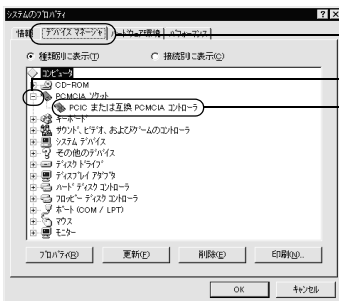 システムのプロパティ
情報 デバイス マネージャ ハードウェア環境 パフォーマンス
種類別に表示(T) 接続別に表示(C)
コンピュータ
CD-ROM
PCMCIA ソケット
PCIC または互換 PCMCIA コントローラ
キーボード
サウンド、ビデオ、およびゲームのコントローラ
システム デバイス
その他のデバイス
ディスク ドライブ
ディスプレイ アダプタ
ハード ディスク コントローラ
フロッピー ディスク コントローラ
ポート (COM / LPT)
マウス
モニター
プロパティ(R) 更新(F) 削除(E) 印刷(N)...
OK キャンセル